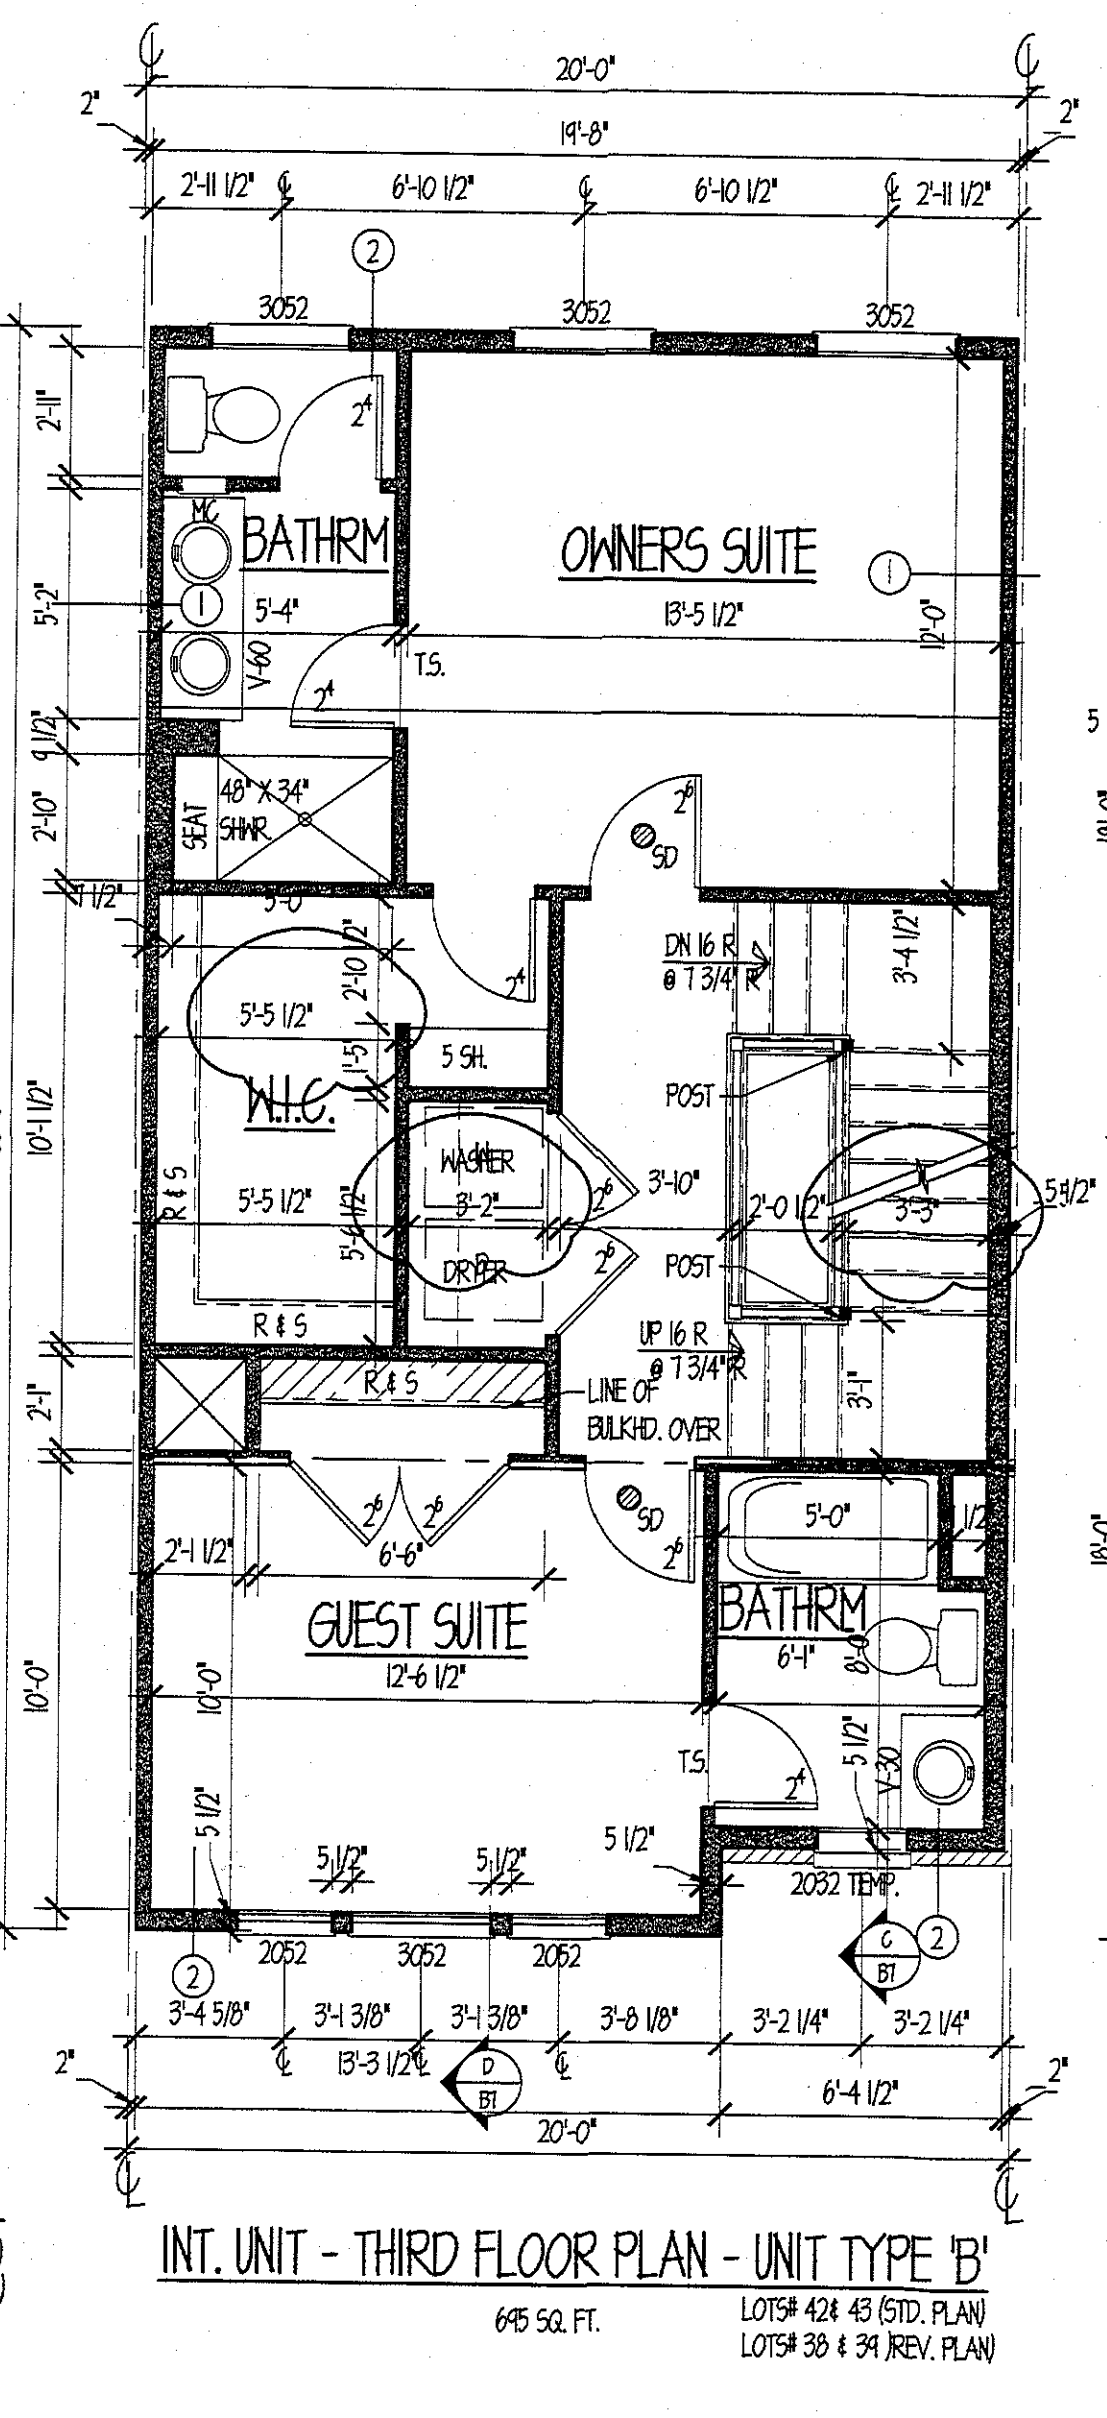 20'-0"
2"
2"
19'-8"
2'-11 1/2"
6'-10 1/2"
6'-10 1/2"
2'-11 1/2"
2
3052
3052
3052
2'-11"
2⁴
MC
BATHRM
OWNERS SUITE
1
5'-2"
1
5'-4"
13'-5 1/2"
12'-0"
V-60
T.S.
2⁴
9 1/2"
5
2'-10"
SEAT
48" X 34"
SHWR.
2⁶
SD
5'-0"
2'-10 1/2"
2⁴
DN 16 R
@ 7 3/4" R
3'-4 1/2"
5'-5 1/2"
1'-5"
5 SH.
10'-1 1/2"
W.I.C.
POST
WASHER
R & S
5'-5 1/2"
5'-6 1/2"
3'-2"
2⁶
3'-10"
2'-0 1/2"
3'-3"
5 1/2"
DRYER
2⁶
POST
R & S
UP 16 R
@ 7 3/4" R
2'-1"
R & S
LINE OF
BULKHD. OVER
3'-1"
2⁶
2⁶
SD
2⁶
5'-0"
1/2"
2'-1 1/2"
6'-6"
GUEST SUITE
12'-6 1/2"
BATHRM
6'-1"
8'-0"
10'-0"
10'-0"
T.S.
2⁴
5 1/2"
V-30
5 1/2"
5 1/2"
5 1/2"
5 1/2"
2032 TEMP.
2052
3052
2052
2
C
B7
2
3'-4 5/8"
3'-1 3/8"
3'-1 3/8"
3'-8 1/8"
3'-2 1/4"
3'-2 1/4"
2"
13'-3 1/2"
D
B7
6'-4 1/2"
2"
20'-0"
INT. UNIT - THIRD FLOOR PLAN - UNIT TYPE 'B'
695 SQ. FT.
LOTS# 42& 43 (STD. PLAN)
LOTS# 38 & 39 )REV. PLAN)